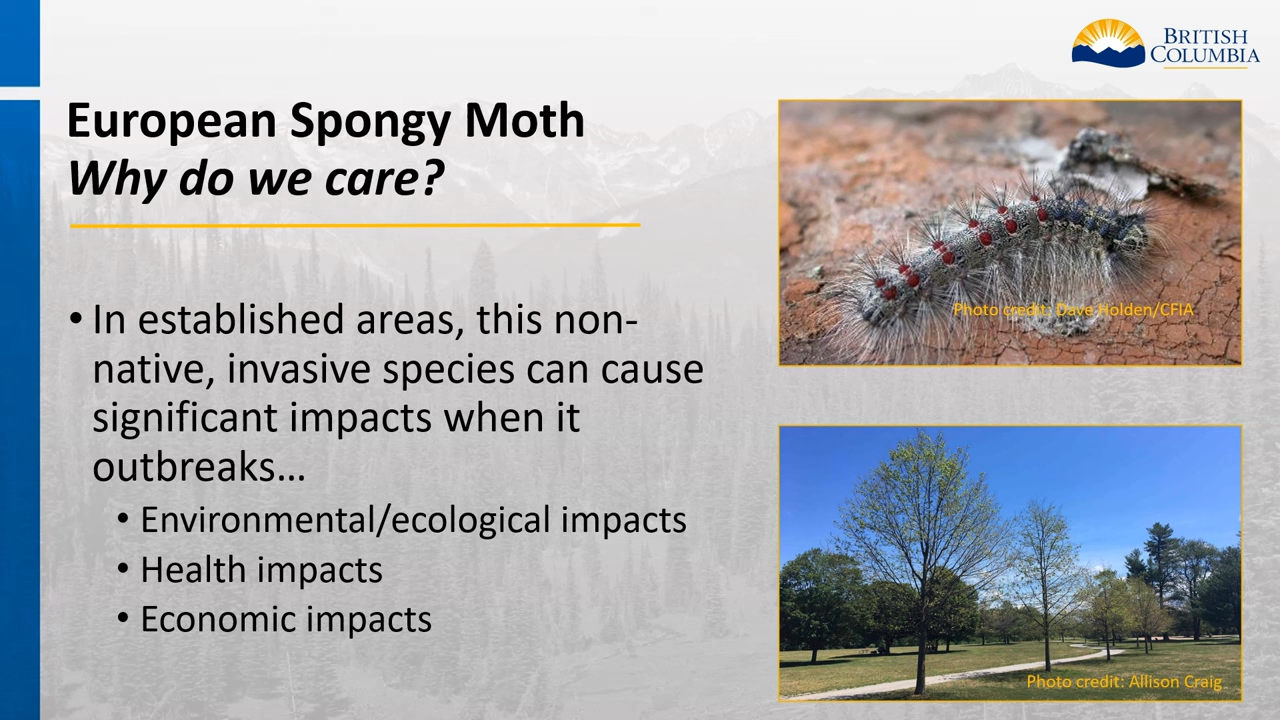 BRITISH
COLUMBIA
European Spongy Moth
Why do we care?
• In established areas, this non-
native, invasive species can cause
significant impacts when it
outbreaks…
• Environmental/ecological impacts
• Health impacts
• Economic impacts
Photo credit: Dave Holden/CFIA
Photo credit: Allison Craig